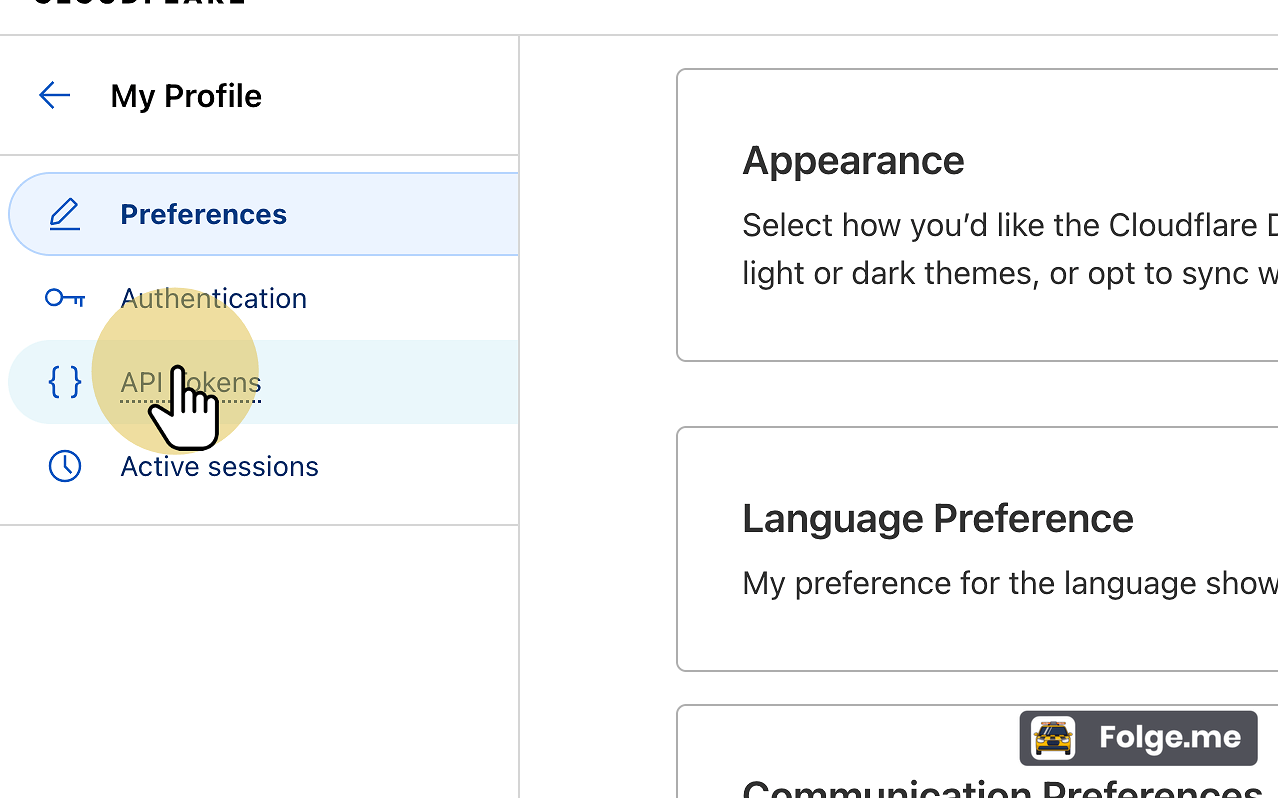 CLOUDFLARE
My Profile
Preferences
Authentication
API Tokens
Active sessions
Appearance
Select how you’d like the Cloudflare D
light or dark themes, or opt to sync w
Language Preference
My preference for the language show
Folge.me
Communication Preferences